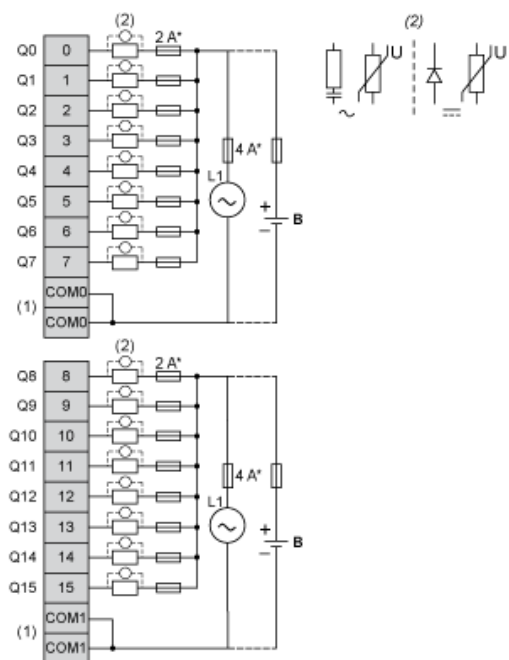 (2)
(2)
Q0 0 2 A*
Q1 1
Q2 2
Q3 3
4 A*
Q4 4
L1
Q5 5
Q6 6
+
B
Q7 7
−
COM0
(1)
COM0
(2)
Q8 8 2 A*
Q9 9
Q10 10
Q11 11
4 A*
Q12 12
L1
Q13 13
+
B
Q14 14
−
Q15 15
COM1
(1)
COM1
U
U